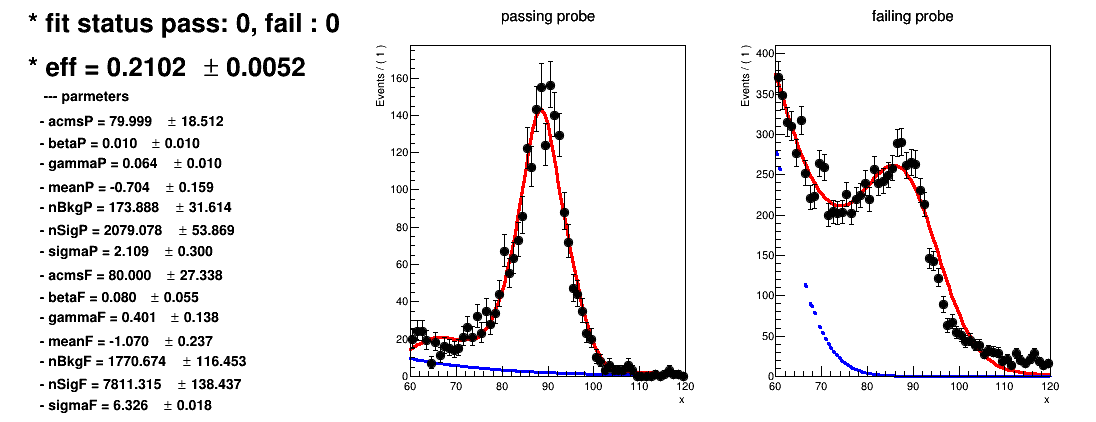 * fit status pass: 0, fail : 0
* eff = 0.2102 ± 0.0052
--- parmeters
- acmsP = 79.999 ± 18.512
- betaP = 0.010 ± 0.010
- gammaP = 0.064 ± 0.010
- meanP = -0.704 ± 0.159
- nBkgP = 173.888 ± 31.614
- nSigP = 2079.078 ± 53.869
- sigmaP = 2.109 ± 0.300
- acmsF = 80.000 ± 27.338
- betaF = 0.080 ± 0.055
- gammaF = 0.401 ± 0.138
- meanF = -1.070 ± 0.237
- nBkgF = 1770.674 ± 116.453
- nSigF = 7811.315 ± 138.437
- sigmaF = 6.326 ± 0.018
passing probe
Events / ( 1 )
160
140
120
100
80
60
40
20
0
60 70 80 90 100 110 120
x
failing probe
Events / ( 1 )
400
350
300
250
200
150
100
50
0
60 70 80 90 100 110 120
x